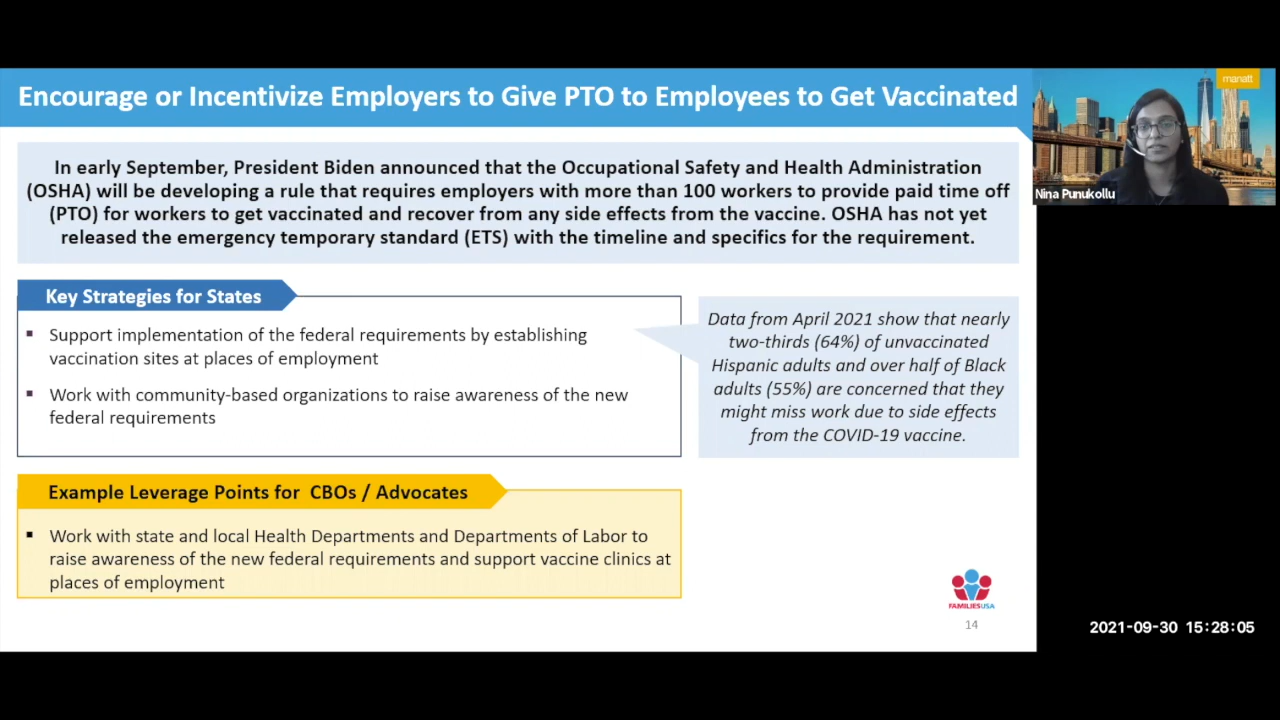 Encourage or Incentivize Employers to Give PTO to Employees to Get Vaccinated
manatt
Nina Punukollu
In early September, President Biden announced that the Occupational Safety and Health Administration
(OSHA) will be developing a rule that requires employers with more than 100 workers to provide paid time off
(PTO) for workers to get vaccinated and recover from any side effects from the vaccine. OSHA has not yet
released the emergency temporary standard (ETS) with the timeline and specifics for the requirement.
Key Strategies for States
▪ Support implementation of the federal requirements by establishing
vaccination sites at places of employment
▪ Work with community-based organizations to raise awareness of the new
federal requirements
Data from April 2021 show that nearly
two-thirds (64%) of unvaccinated
Hispanic adults and over half of Black
adults (55%) are concerned that they
might miss work due to side effects
from the COVID-19 vaccine.
Example Leverage Points for CBOs / Advocates
▪ Work with state and local Health Departments and Departments of Labor to
raise awareness of the new federal requirements and support vaccine clinics at
places of employment
FAMILIESUSA
14
2021-09-30 15:28:05